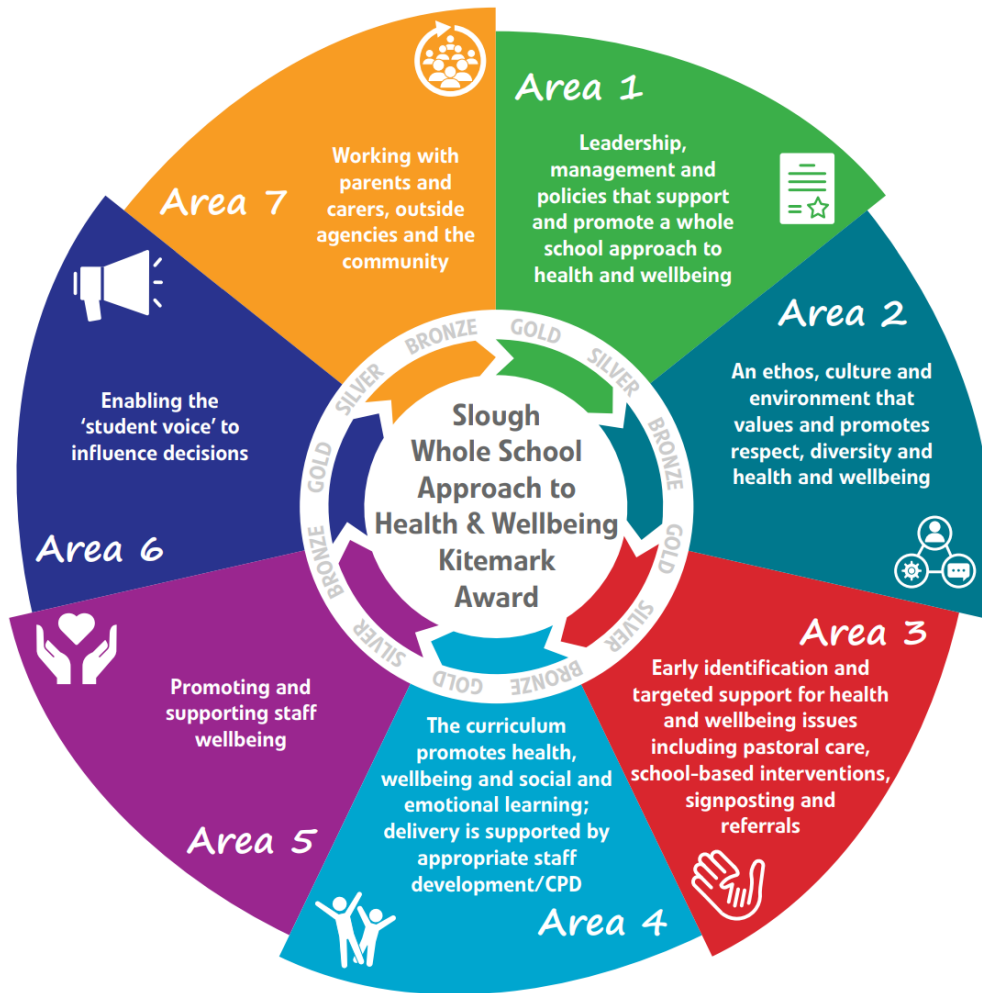 Area 1
Leadership,
management and
policies that support
and promote a whole
school approach to
health and wellbeing
Area 2
An ethos, culture and
environment that
values and promotes
respect, diversity and
health and wellbeing
Area 3
Early identification and
targeted support for health
and wellbeing issues
including pastoral care,
school-based interventions,
signposting and
referrals
The curriculum
promotes health,
wellbeing and social and
emotional learning;
delivery is supported by
appropriate staff
development/CPD
Area 4
Promoting and
supporting staff
wellbeing
Area 5
Enabling the
‘student voice’ to
influence decisions
Area 6
Area 7
Working with
parents and
carers, outside
agencies and the
community
GOLD
SILVER
BRONZE
GOLD
SILVER
BRONZE
GOLD
SILVER
BRONZE
GOLD
SILVER
BRONZE
Slough
Whole School
Approach to
Health & Wellbeing
Kitemark
Award